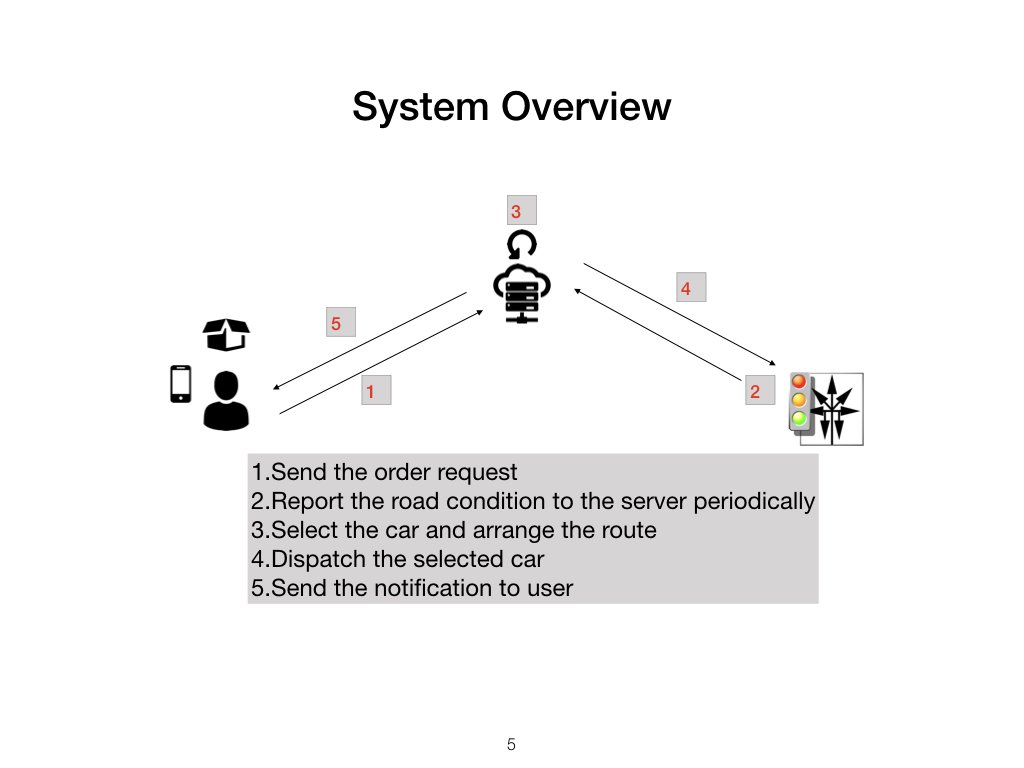 System Overview
3
4
5
1
2
1.Send the order request
2.Report the road condition to the server periodically
3.Select the car and arrange the route
4.Dispatch the selected car
5.Send the notification to user
5